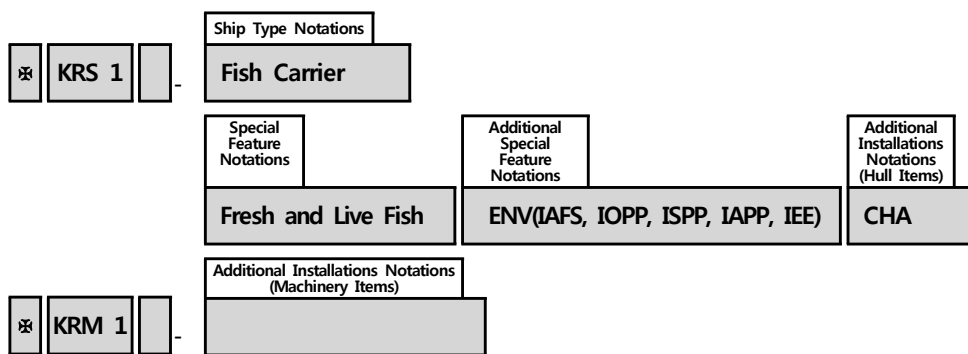 Ship Type Notations
✠ KRS 1 - Fish Carrier
Special
Feature
Notations
Additional
Special
Feature
Notations
Additional
Installations
Notations
(Hull Items)
Fresh and Live Fish
ENV(IAFS, IOPP, ISPP, IAPP, IEE)
CHA
Additional Installations Notations
(Machinery Items)
✠ KRM 1 -